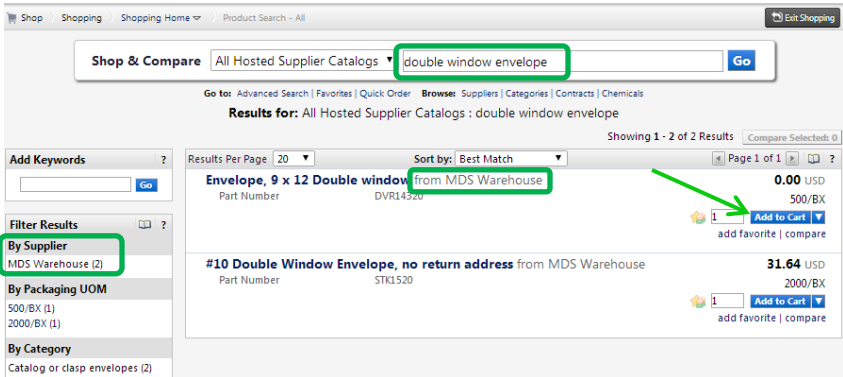 Shop Shopping Shopping Home Product Search - All Exit Shopping
Shop & Compare All Hosted Supplier Catalogs double window envelope Go
Go to: Advanced Search | Favorites | Quick Order Browse: Suppliers | Categories | Contracts | Chemicals
Results for: All Hosted Supplier Catalogs : double window envelope
Showing 1 - 2 of 2 Results Compare Selected: 0
Add Keywords ?
Go
Filter Results ?
By Supplier
MDS Warehouse (2)
By Packaging UOM
500/BX (1)
2000/BX (1)
By Category
Catalog or clasp envelopes (2)
Results Per Page 20 Sort by: Best Match Page 1 of 1 ?
Envelope, 9 x 12 Double window from MDS Warehouse 0.00 USD
Part Number DVR14320 500/BX
1 Add to Cart
add favorite | compare
#10 Double Window Envelope, no return address from MDS Warehouse 31.64 USD
Part Number STK1520 2000/BX
1 Add to Cart
add favorite | compare